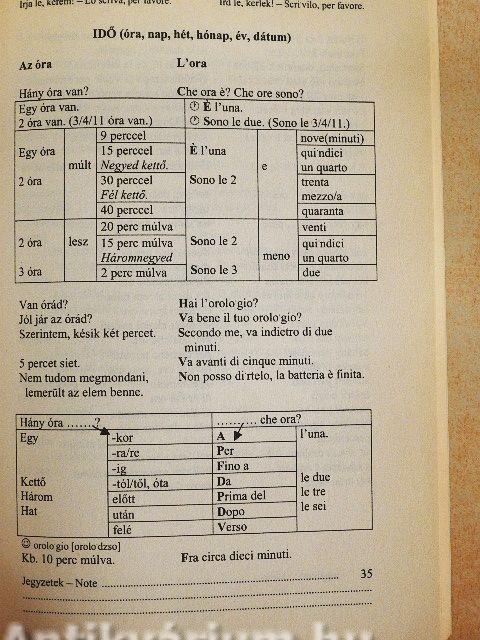 Írja le, kérem! – Lo scriva, per favore. Írd le, kérlek! – Scrivilo, per favore.
IDŐ (óra, nap, hét, hónap, év, dátum)
Az óra L'ora
Hány óra van? Che ora è? Che ore sono?
Egy óra van. È l'una.
2 óra van. (3/4/11 óra van.) Sono le due. (Sono le 3/4/11.)
9 perccel nove(minuti)
Egy óra múlt 15 perccel È l'una e quindici
Negyed kettő. un quarto
2 óra 30 perccel Sono le 2 trenta
Fél kettő. mezzo/a
40 perccel quaranta
20 perc múlva venti
2 óra lesz 15 perc múlva Sono le 2 meno quindici
Háromnegyed un quarto
3 óra 2 perc múlva Sono le 3 due
Van órád? Hai l'orologio?
Jól jár az órád? Va bene il tuo orologio?
Szerintem, késik két percet. Secondo me, va indietro di due
minuti.
5 percet siet. Va avanti di cinque minuti.
Nem tudom megmondani, Non posso dirtelo, la batteria è finita.
lemerült az elem benne.
Hány óra .......? .......... che ora?
Egy -kor A l'una.
-ra/re Per
-ig Fino a
Kettő -tól/től, óta Da le due
Három előtt Prima del le tre
Hat után Dopo le sei
felé Verso
☺ orologio [orolo dzso]
Kb. 10 perc múlva. Fra circa dieci minuti.
Jegyzetek – Note
35
Antikvárium.hu